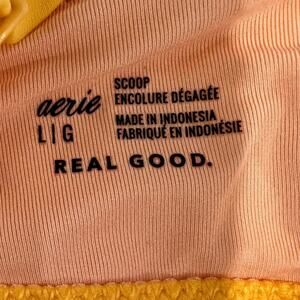 aerie
L | G
SCOOP
ENCOLURE DÉGAGÉE
MADE IN INDONESIA
FABRIQUÉ EN INDONÉSIE
REAL GOOD.